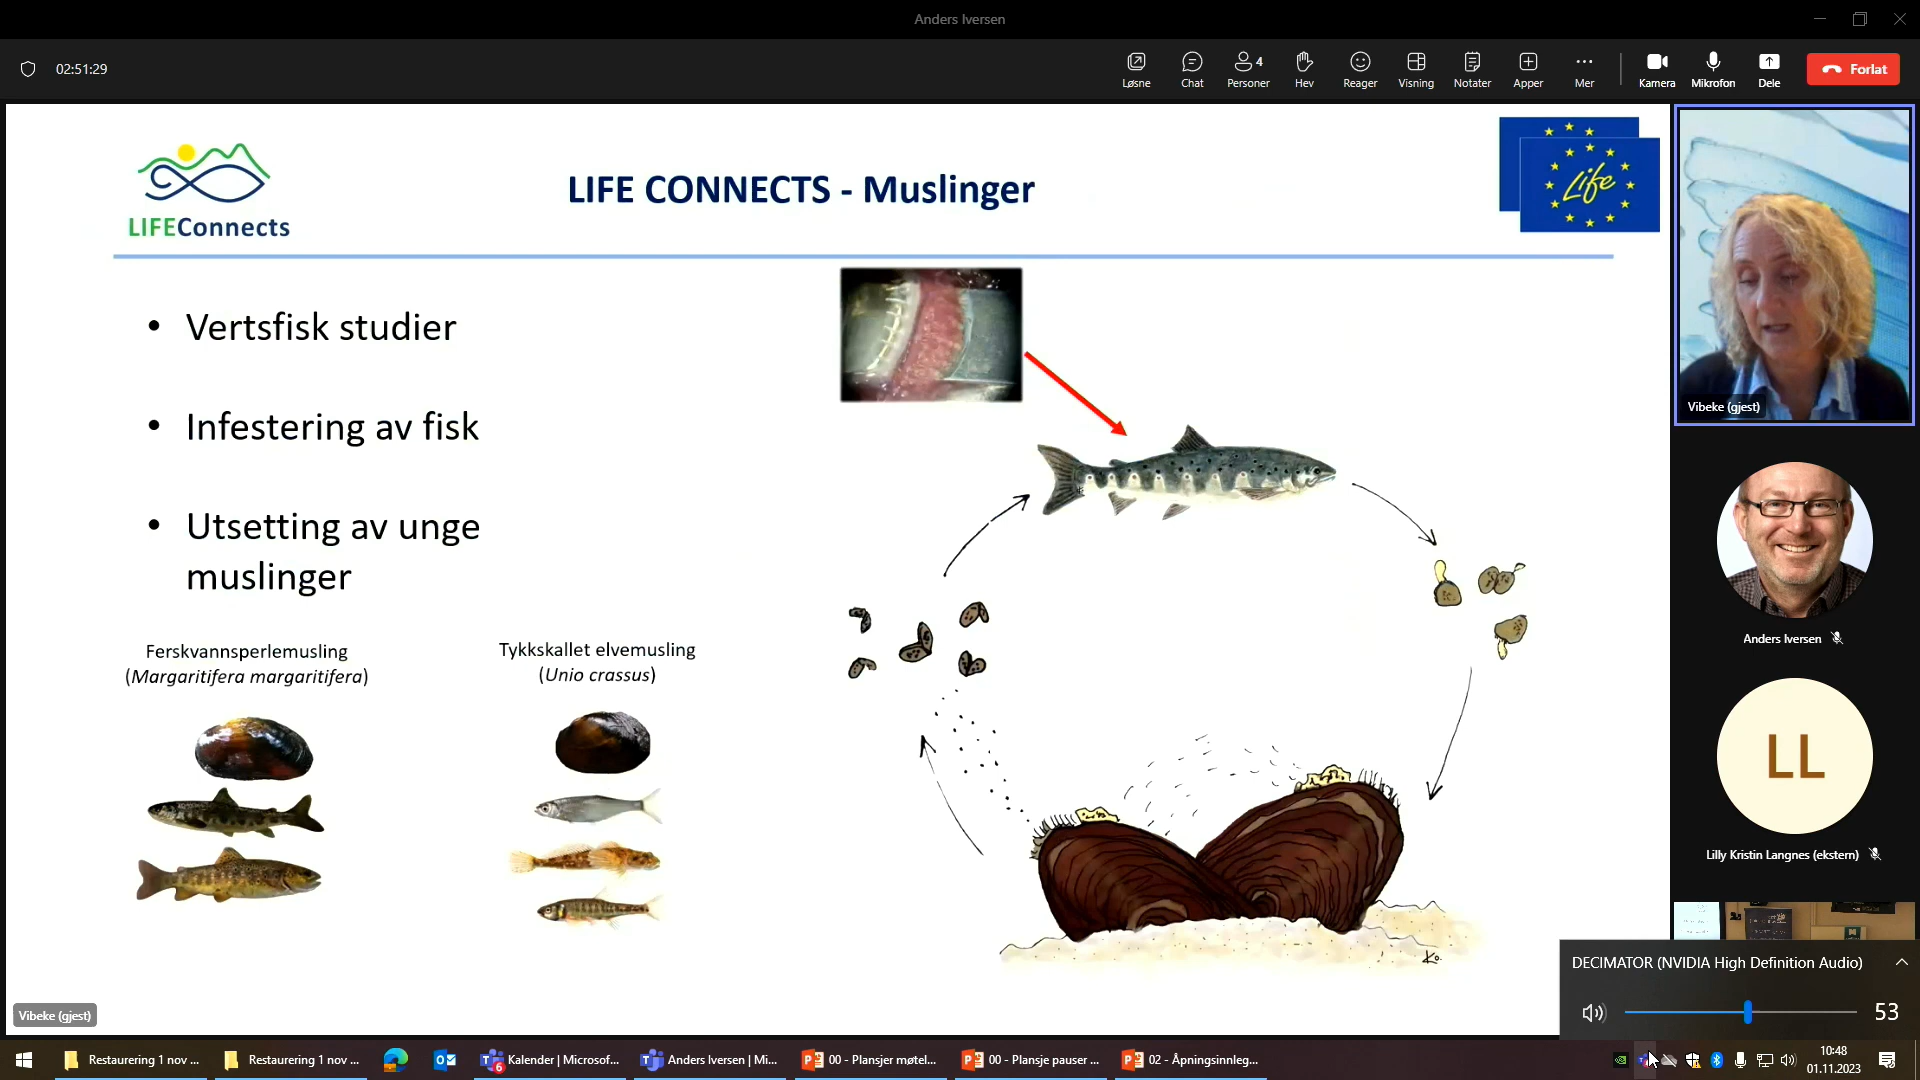 Anders Iversen
02:51:29
Løsne
Chat
4
Personer
Hev
Reager
Visning
Notater
Apper
Mer
Kamera
Mikrofon
Dele
Forlat
LIFEConnects
LIFE CONNECTS - Muslinger
Life
• Vertsfisk studier
• Infestering av fisk
• Utsetting av unge
muslinger
Ferskvannsperlemusling
(Margaritifera margaritifera)
Tykkskallet elvemusling
(Unio crassus)
Ko.
Vibeke (gjest)
Vibeke (gjest)
Anders Iversen
LL
Lilly Kristin Langnes (ekstern)
DECIMATOR (NVIDIA High Definition Audio)
53
Restaurering 1 nov ...
Restaurering 1 nov ...
6
Kalender | Microsof...
Anders Iversen | Mi...
00 - Plansjer møtel...
00 - Plansje pauser ...
02 - Åpningsinnleg...
10:48
01.11.2023